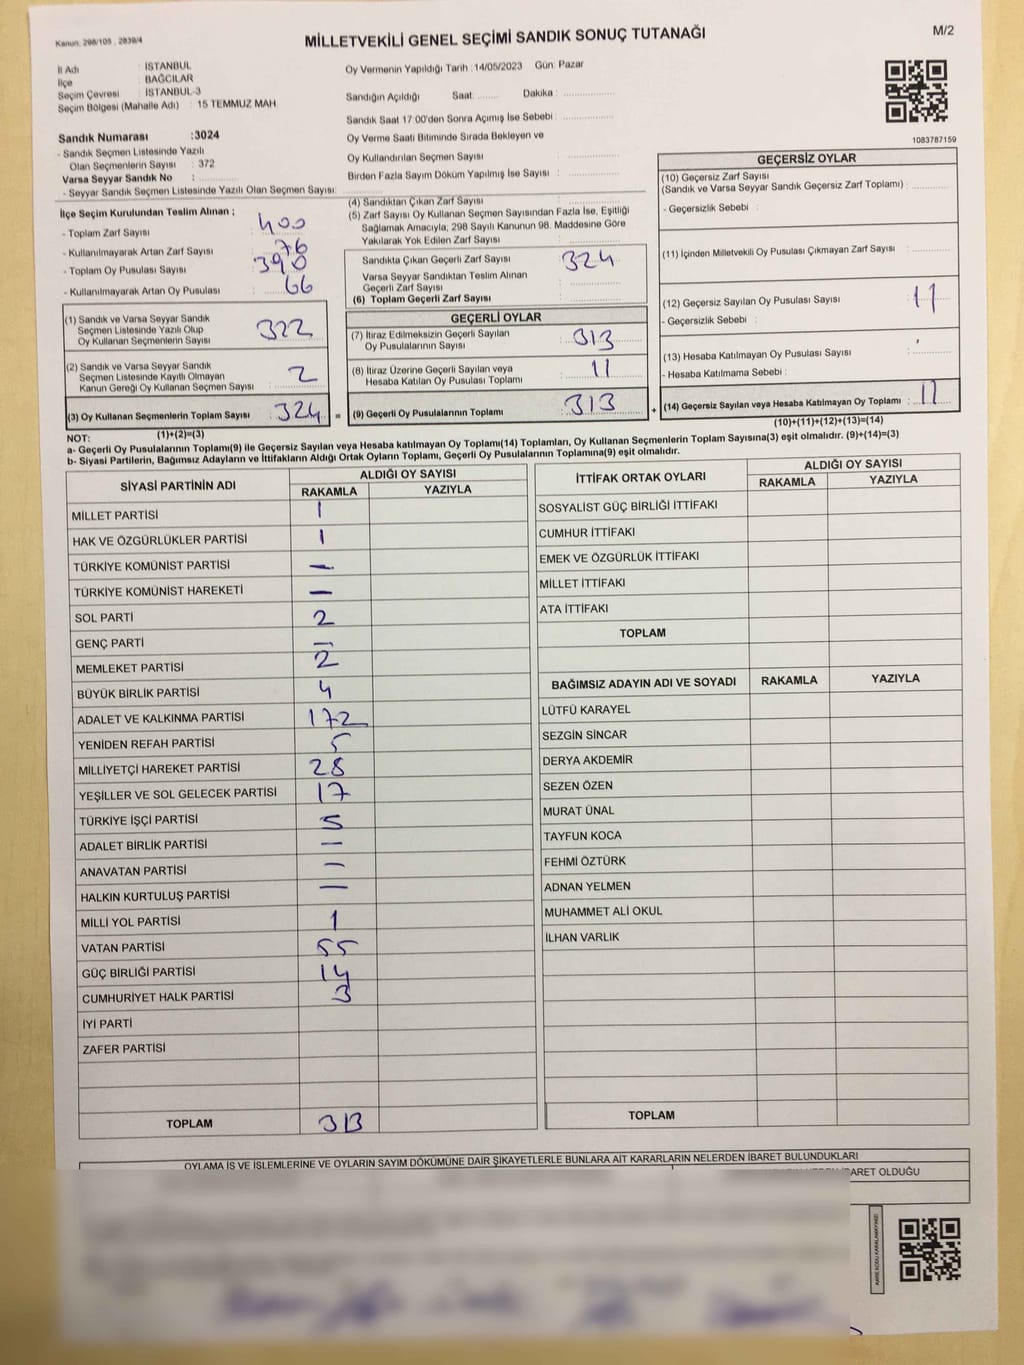 Kanun, 298/105 , 2839/4
MİLLETVEKİLİ GENEL SEÇİMİ SANDIK SONUÇ TUTANAĞI
M/2
İl Adı : İSTANBUL
İlçe : BAĞCILAR
Seçim Çevresi : İSTANBUL-3
Seçim Bölgesi (Mahalle Adı) : 15 TEMMUZ MAH.
Sandık Numarası :3024
- Sandık Seçmen Listesinde Yazılı
Olan Seçmenlerin Sayısı : 372
Varsa Seyyar Sandık No :
- Seyyar Sandık Seçmen Listesinde Yazılı Olan Seçmen Sayısı:
Oy Vermenin Yapıldığı Tarih :14/05/2023 Gün: Pazar
Sandığın Açıldığı Saat: Dakika :
Sandık Saat 17:00'den Sonra Açımış İse Sebebi :
Oy Verme Saati Bitiminde Sırada Bekleyen ve
Oy Kullandırılan Seçmen Sayısı :
Birden Fazla Sayım Döküm Yapılmış İse Sayısı :
1083787159
İlçe Seçim Kurulundan Teslim Alınan ;
- Toplam Zarf Sayısı : 400
- Kullanılmayarak Artan Zarf Sayısı : 76
- Toplam Oy Pusulası Sayısı : 390
- Kullanılmayarak Artan Oy Pusulası : 66
(1) Sandık ve Varsa Seyyar Sandık
Seçmen Listesinde Yazılı Olup
Oy Kullanan Seçmenlerin Sayısı : 322
(2) Sandık ve Varsa Seyyar Sandık
Seçmen Listesinde Kayıtlı Olmayan
Kanun Gereği Oy Kullanan Seçmen Sayısı : 2
(3) Oy Kullanan Seçmenlerin Toplam Sayısı : 324 =
(1)+(2)=(3)
(4) Sandıktan Çıkan Zarf Sayısı :
(5) Zarf Sayısı Oy Kullanan Seçmen Sayısından Fazla İse, Eşitliği
Sağlamak Amacıyla, 298 Sayılı Kanunun 98. Maddesine Göre
Yakılarak Yok Edilen Zarf Sayısı :
Sandıkta Çıkan Geçerli Zarf Sayısı : 324
Varsa Seyyar Sandıktan Teslim Alınan
Geçerli Zarf Sayısı :
(6) Toplam Geçerli Zarf Sayısı :
GEÇERLİ OYLAR
(7) İtiraz Edilmeksizin Geçerli Sayılan
Oy Pusulalarının Sayısı : 313
(8) İtiraz Üzerine Geçerli Sayılan veya
Hesaba Katılan Oy Pusulası Toplamı : 11
(9) Geçerli Oy Pusulalarının Toplamı : 313 +
GEÇERSİZ OYLAR
(10) Geçersiz Zarf Sayısı
(Sandık ve Varsa Seyyar Sandık Geçersiz Zarf Toplamı) :
- Geçersizlik Sebebi :
(11) İçinden Milletvekili Oy Pusulası Çıkmayan Zarf Sayısı :
(12) Geçersiz Sayılan Oy Pusulası Sayısı : 11
- Geçersizlik Sebebi :
(13) Hesaba Katılmayan Oy Pusulası Sayısı :
- Hesaba Katılmama Sebebi :
(14) Geçersiz Sayılan veya Hesaba Katılmayan Oy Toplamı : 11
(10)+(11)+(12)+(13)=(14)
NOT:
a- Geçerli Oy Pusulalarının Toplamı(9) ile Geçersiz Sayılan veya Hesaba katılmayan Oy Toplamı(14) Toplamları, Oy Kullanan Seçmenlerin Toplam Sayısına(3) eşit olmalıdır. (9)+(14)=(3)
b- Siyasi Partilerin, Bağımsız Adayların ve İttifakların Aldığı Ortak Oyların Toplamı, Geçerli Oy Pusulalarının Toplamına(9) eşit olmalıdır.
SİYASİ PARTİNİN ADI ALDIĞI OY SAYISI
RAKAMLA YAZIYLA
MİLLET PARTİSİ 1
HAK VE ÖZGÜRLÜKLER PARTİSİ 1
TÜRKİYE KOMÜNİST PARTİSİ —
TÜRKİYE KOMÜNİST HAREKETİ —
SOL PARTİ 2
GENÇ PARTİ —
MEMLEKET PARTİSİ 2
BÜYÜK BİRLİK PARTİSİ 4
ADALET VE KALKINMA PARTİSİ 172
YENİDEN REFAH PARTİSİ 5
MİLLİYETÇİ HAREKET PARTİSİ 28
YEŞİLLER VE SOL GELECEK PARTİSİ 17
TÜRKİYE İŞÇİ PARTİSİ 5
ADALET BİRLİK PARTİSİ —
ANAVATAN PARTİSİ —
HALKIN KURTULUŞ PARTİSİ —
MİLLİ YOL PARTİSİ 1
VATAN PARTİSİ 55
GÜÇ BİRLİĞİ PARTİSİ 14
CUMHURİYET HALK PARTİSİ 3
İYİ PARTİ
ZAFER PARTİSİ
TOPLAM 313
İTTİFAK ORTAK OYLARI ALDIĞI OY SAYISI
RAKAMLA YAZIYLA
SOSYALİST GÜÇ BİRLİĞİ İTTİFAKI
CUMHUR İTTİFAKI
EMEK VE ÖZGÜRLÜK İTTİFAKI
MİLLET İTTİFAKI
ATA İTTİFAKI
TOPLAM
BAĞIMSIZ ADAYIN ADI VE SOYADI RAKAMLA YAZIYLA
LÜTFÜ KARAYEL
SEZGİN SİNCAR
DERYA AKDEMİR
SEZEN ÖZEN
MURAT ÜNAL
TAYFUN KOCA
FEHMİ ÖZTÜRK
ADNAN YELMEN
MUHAMMET ALİ OKUL
İLHAN VARLIK
TOPLAM
OYLAMA İŞ VE İŞLEMLERİNE VE OYLARIN SAYIM DÖKÜMÜNE DAİR ŞİKAYETLERLE BUNLARA AİT KARARLARIN NELERDEN İBARET BULUNDUKLARI
OLDUĞU